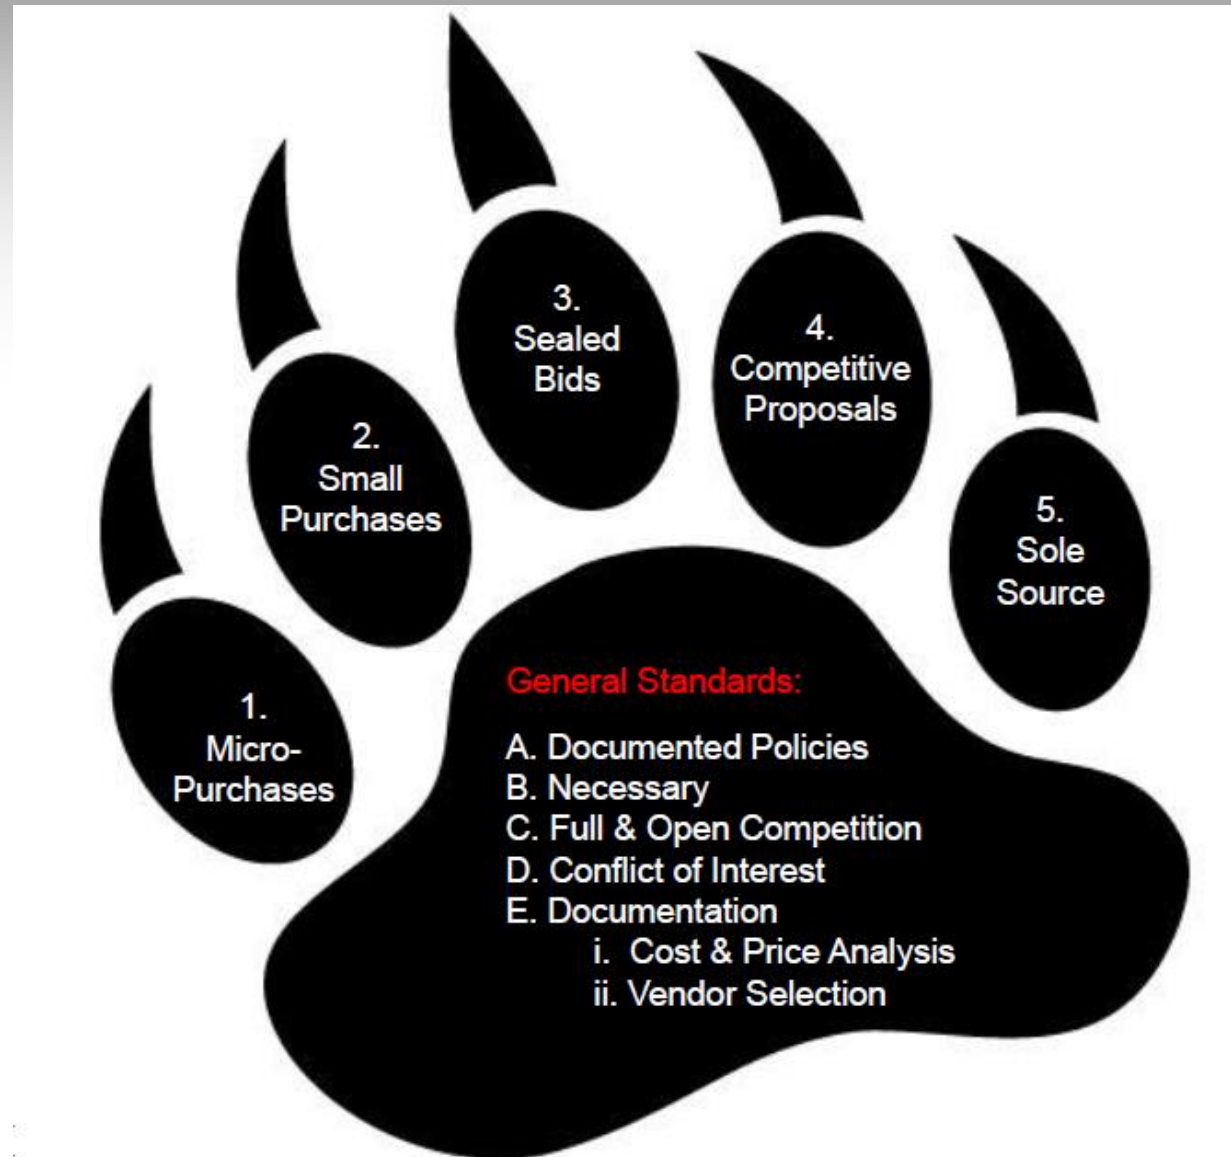 1.
Micro-
Purchases
2.
Small
Purchases
3.
Sealed
Bids
4.
Competitive
Proposals
5.
Sole
Source
General Standards:
A. Documented Policies
B. Necessary
C. Full & Open Competition
D. Conflict of Interest
E. Documentation
i. Cost & Price Analysis
ii. Vendor Selection